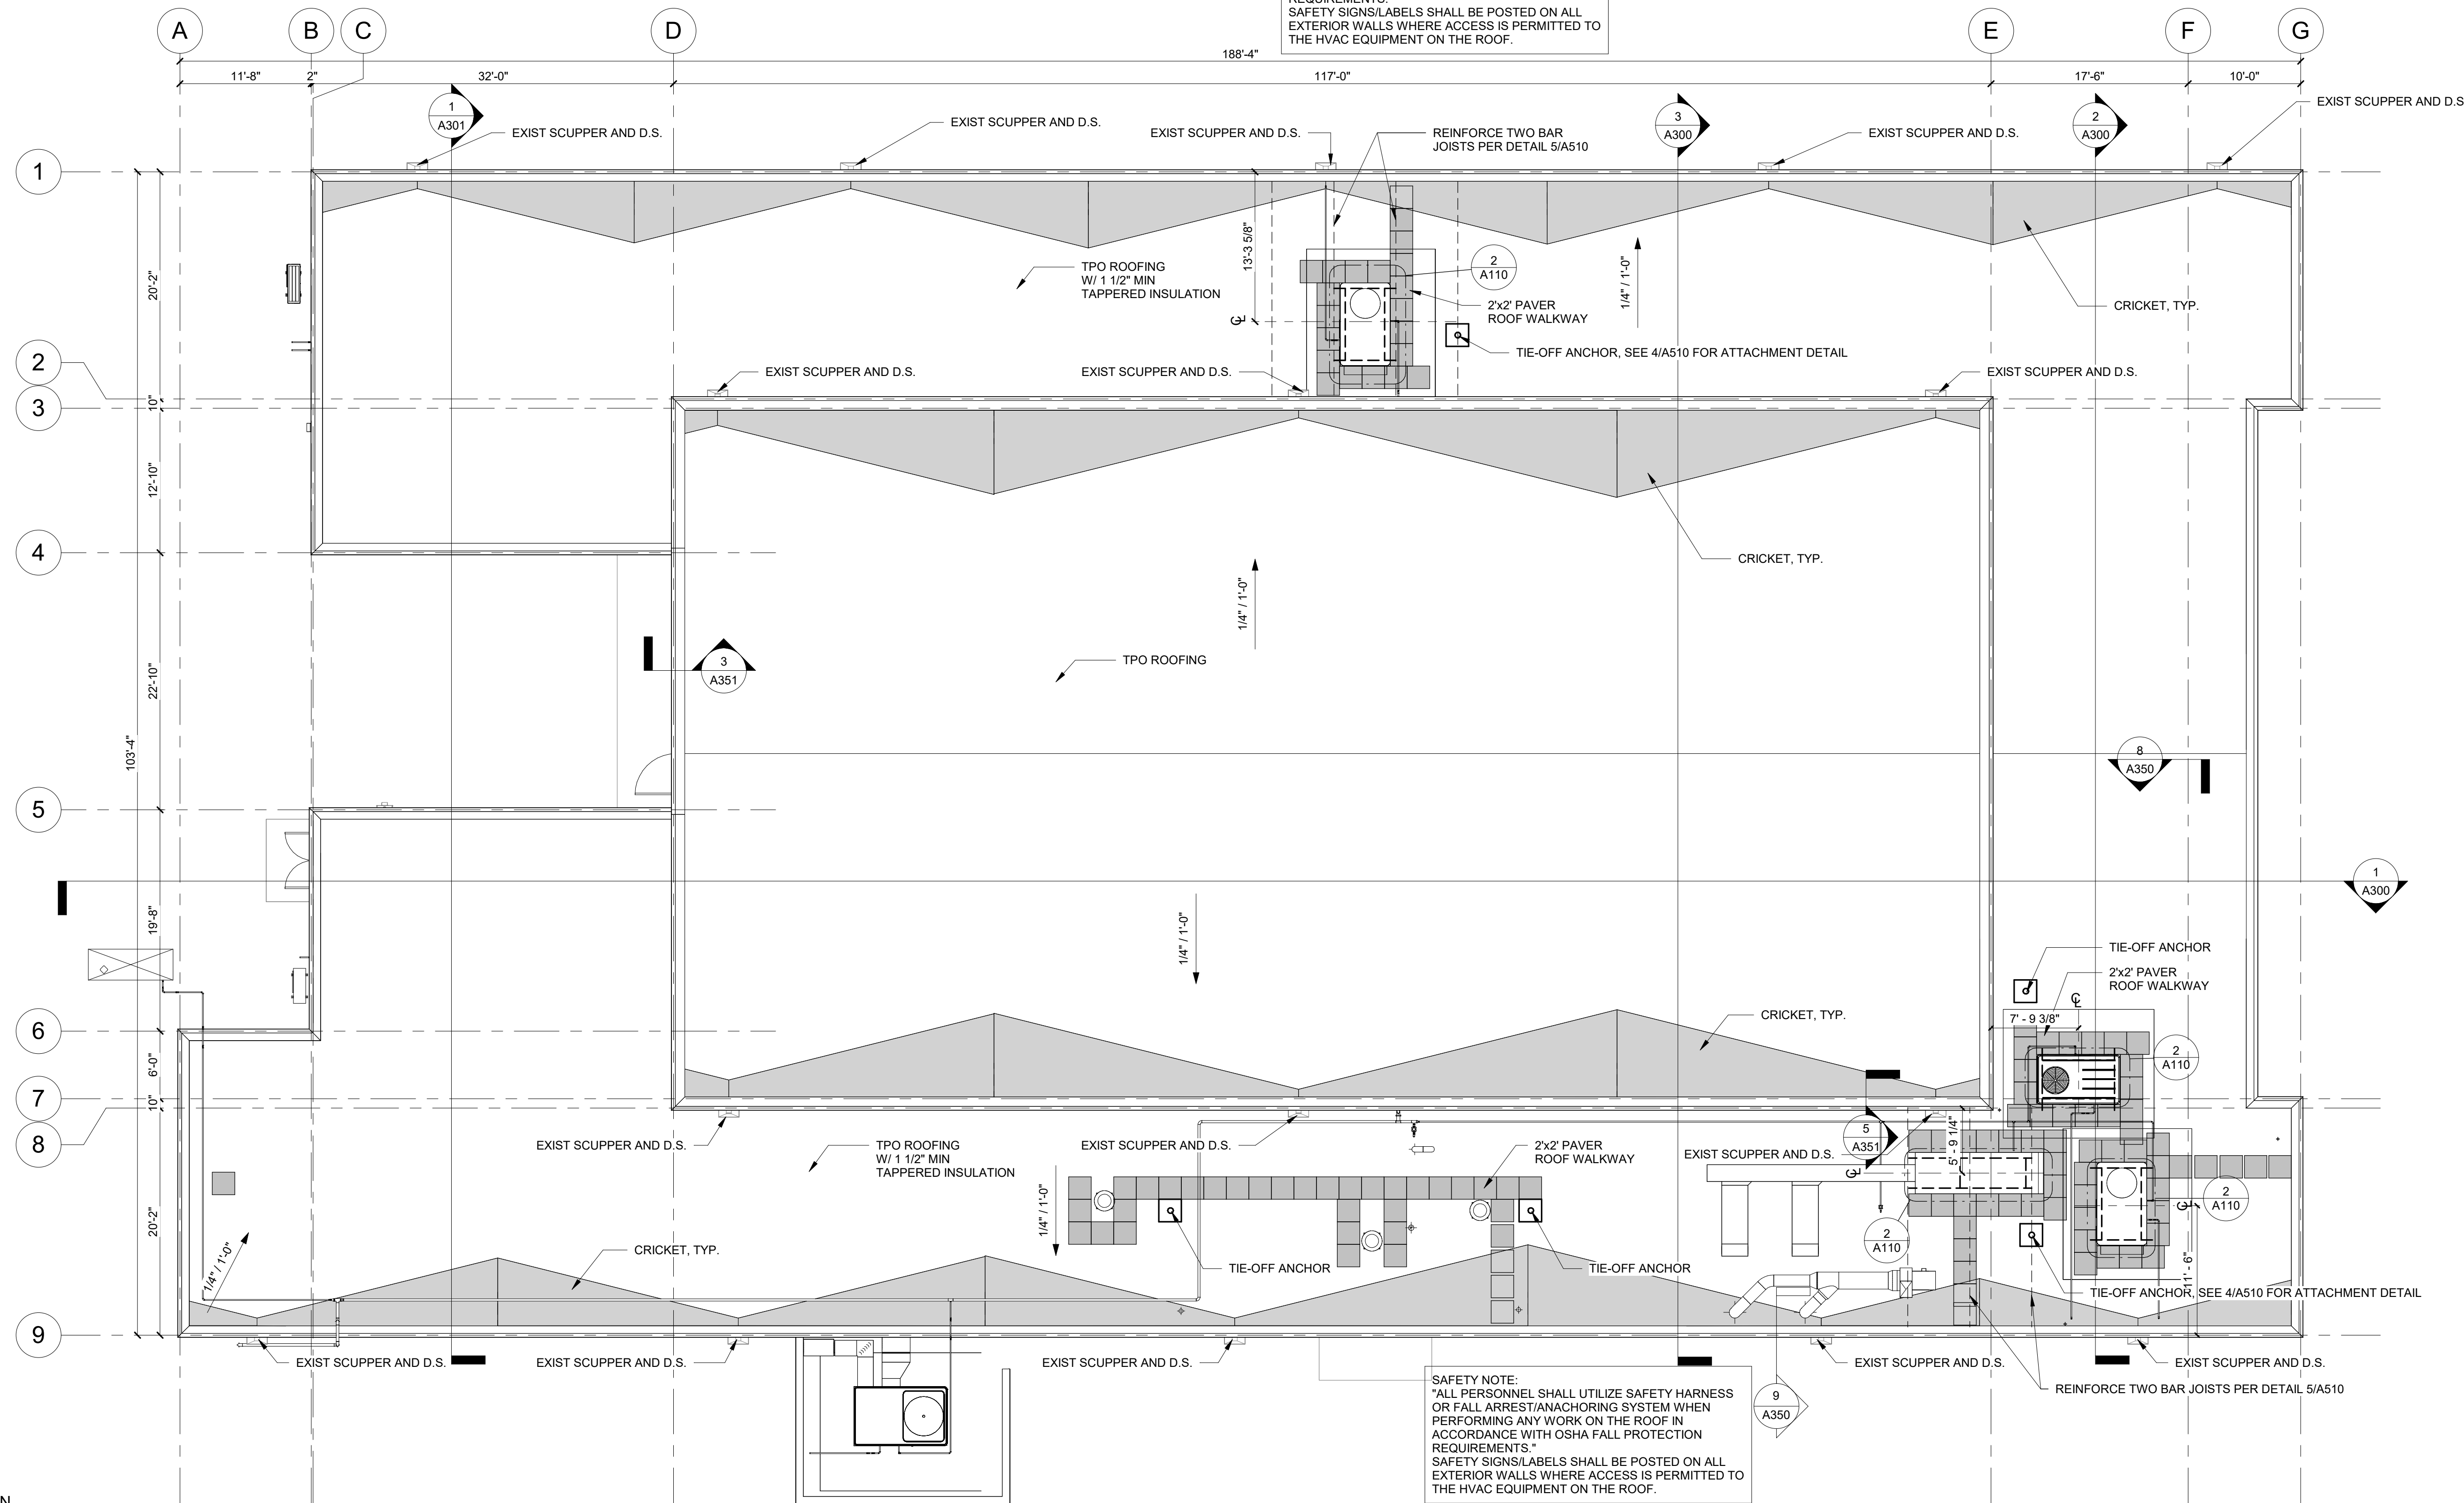 REQUIREMENTS."
SAFETY SIGNS/LABELS SHALL BE POSTED ON ALL
EXTERIOR WALLS WHERE ACCESS IS PERMITTED TO
THE HVAC EQUIPMENT ON THE ROOF.
A
B
C
D
E
F
G
188'-4"
11'-8"
2"
32'-0"
117'-0"
17'-6"
10'-0"
1
A301
EXIST SCUPPER AND D.S.
EXIST SCUPPER AND D.S.
EXIST SCUPPER AND D.S.
REINFORCE TWO BAR
JOISTS PER DETAIL 5/A510
3
A300
EXIST SCUPPER AND D.S.
2
A300
EXIST SCUPPER AND D.S
1
20'-2"
TPO ROOFING
W/ 1 1/2" MIN
TAPPERED INSULATION
13'-3 5/8"
2
A110
2'x2' PAVER
ROOF WALKWAY
1/4" / 1'-0"
CRICKET, TYP.
CL
TIE-OFF ANCHOR, SEE 4/A510 FOR ATTACHMENT DETAIL
2
EXIST SCUPPER AND D.S.
EXIST SCUPPER AND D.S.
EXIST SCUPPER AND D.S.
3
10"
12'-10"
4
CRICKET, TYP.
1/4" / 1'-0"
22'-10"
3
A351
TPO ROOFING
103'-4"
8
A350
5
1
A300
19'-8"
1/4" / 1'-0"
TIE-OFF ANCHOR
2'x2' PAVER
ROOF WALKWAY
CL
7' - 9 3/8"
CRICKET, TYP.
6
6'-0"
2
A110
7
10"
8
EXIST SCUPPER AND D.S.
TPO ROOFING
W/ 1 1/2" MIN
TAPPERED INSULATION
EXIST SCUPPER AND D.S.
2'x2' PAVER
ROOF WALKWAY
5
A351
EXIST SCUPPER AND D.S.
5' - 9 1/4"
CL
20'-2"
1/4" / 1'-0"
2
A110
CL
2
A110
1/4" / 1'-0"
CRICKET, TYP.
TIE-OFF ANCHOR
TIE-OFF ANCHOR
11' - 6"
TIE-OFF ANCHOR, SEE 4/A510 FOR ATTACHMENT DETAIL
9
EXIST SCUPPER AND D.S.
EXIST SCUPPER AND D.S.
EXIST SCUPPER AND D.S.
EXIST SCUPPER AND D.S.
EXIST SCUPPER AND D.S.
REINFORCE TWO BAR JOISTS PER DETAIL 5/A510
SAFETY NOTE:
"ALL PERSONNEL SHALL UTILIZE SAFETY HARNESS
OR FALL ARREST/ANACHORING SYSTEM WHEN
PERFORMING ANY WORK ON THE ROOF IN
ACCORDANCE WITH OSHA FALL PROTECTION
REQUIREMENTS."
SAFETY SIGNS/LABELS SHALL BE POSTED ON ALL
EXTERIOR WALLS WHERE ACCESS IS PERMITTED TO
THE HVAC EQUIPMENT ON THE ROOF.
9
A350
N